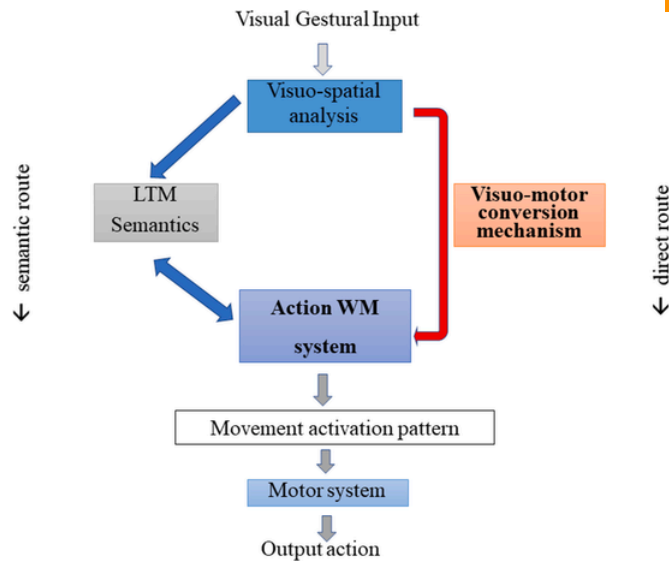 Visual Gestural Input
Visuo-spatial
analysis
LTM
Semantics
Visuo-motor
conversion
mechanism
← semantic route
← direct route
Action WM
system
Movement activation pattern
Motor system
Output action